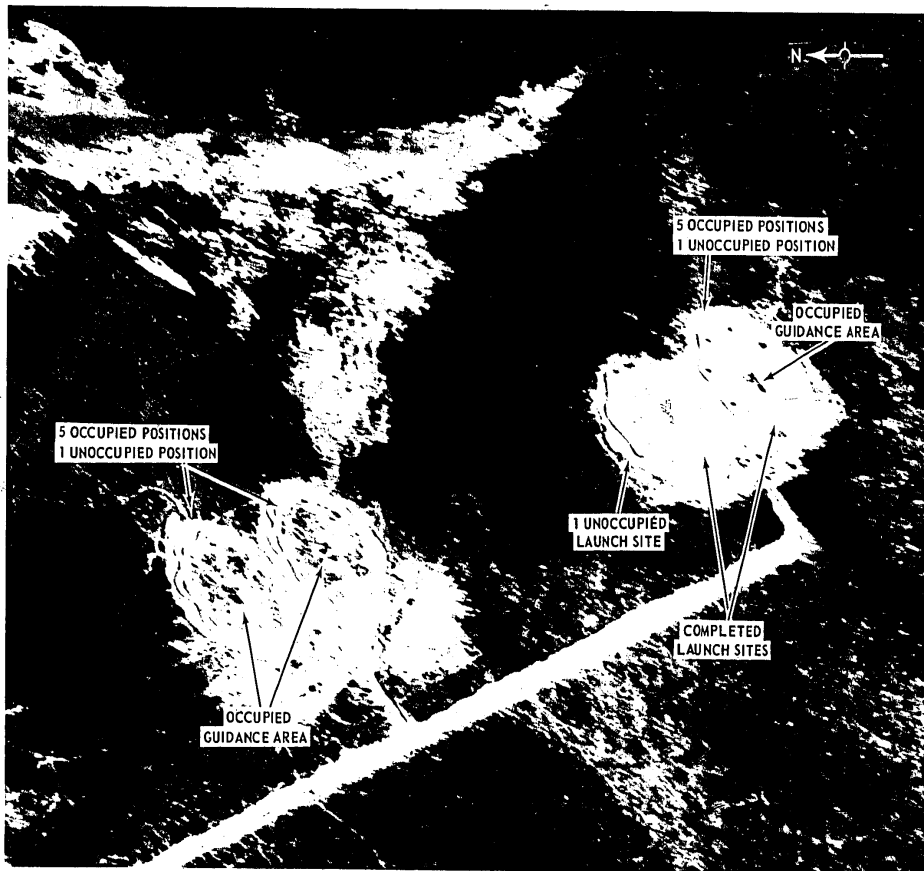 N
5 OCCUPIED POSITIONS
1 UNOCCUPIED POSITION
OCCUPIED
GUIDANCE AREA
5 OCCUPIED POSITIONS
1 UNOCCUPIED POSITION
1 UNOCCUPIED
LAUNCH SITE
COMPLETED
LAUNCH SITES
OCCUPIED
GUIDANCE AREA